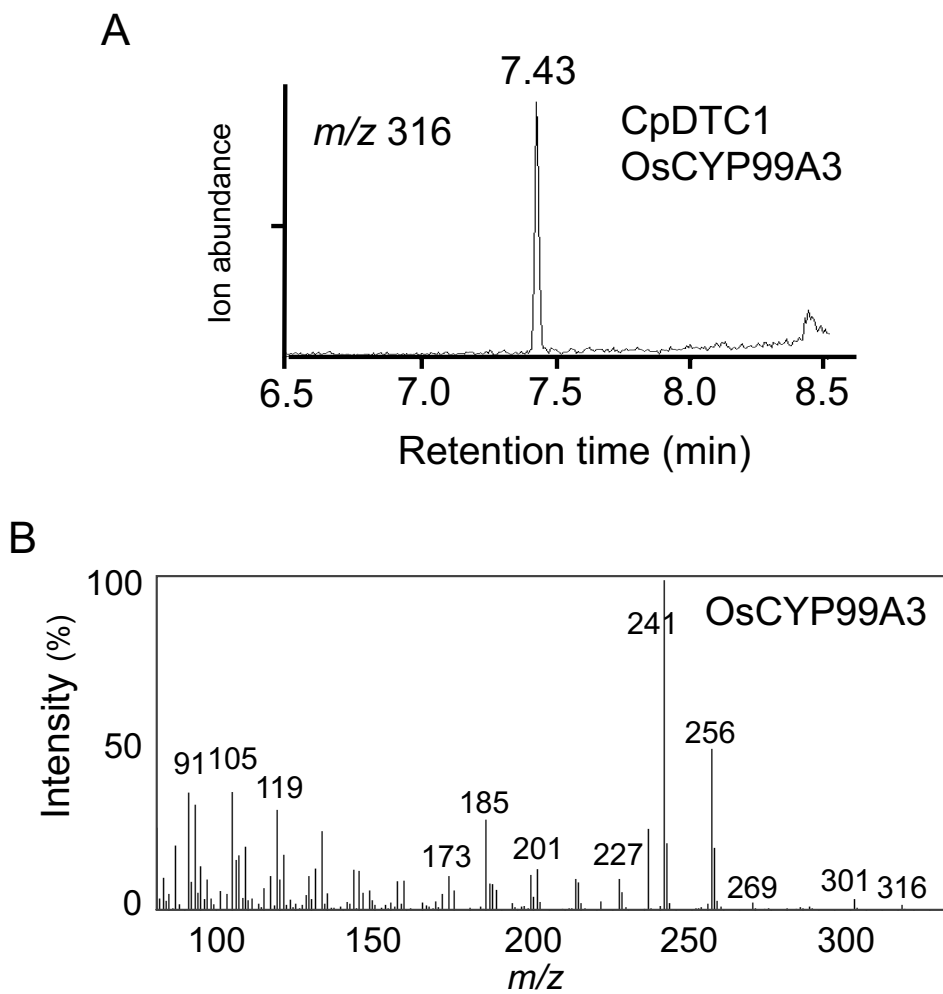 A
7.43
m/z 316
CpDTC1
OsCYP99A3
Ion abundance
6.5 7.0 7.5 8.0 8.5
Retention time (min)
B
100
OsCYP99A3
241
256
50
91 105
119
185
173
201
227
269
301
316
0
Intensity (%)
100 150 200 250 300
m/z